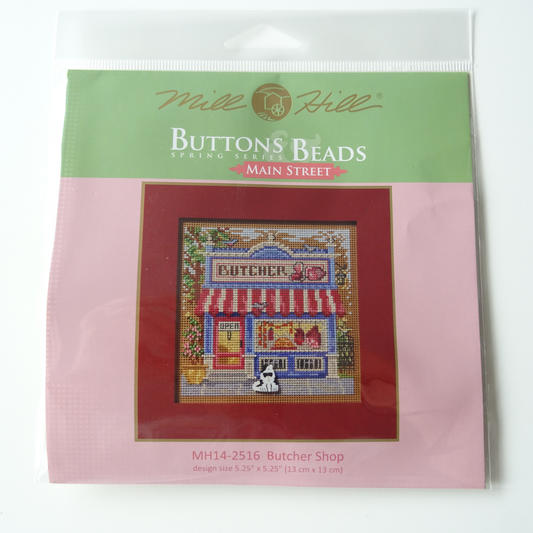 Mill Hill®
BUTTONS & BEADS
SPRING SERIES
MAIN STREET
BUTCHER
OPEN
MH14-2516 Butcher Shop
design size 5.25" x 5.25" (13 cm x 13 cm)